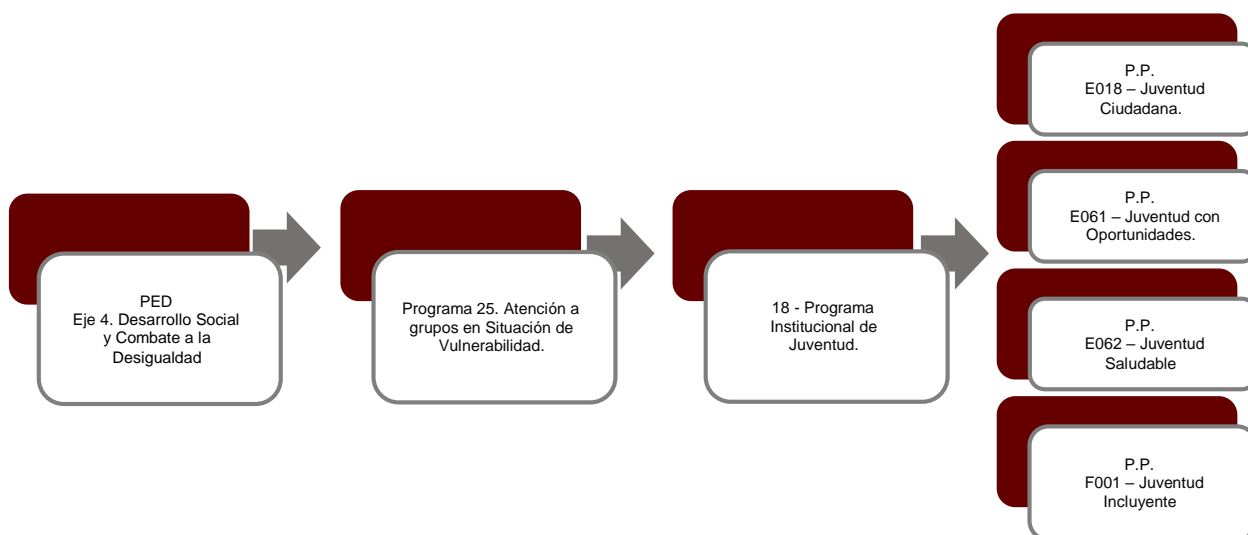 PED
Eje 4. Desarrollo Social
y Combate a la
Desigualdad
Programa 25. Atención a
grupos en Situación de
Vulnerabilidad.
18 - Programa
Institucional de
Juventud.
P.P.
E018 – Juventud
Ciudadana.
P.P.
E061 – Juventud con
Oportunidades.
P.P.
E062 – Juventud
Saludable
P.P.
F001 – Juventud
Incluyente